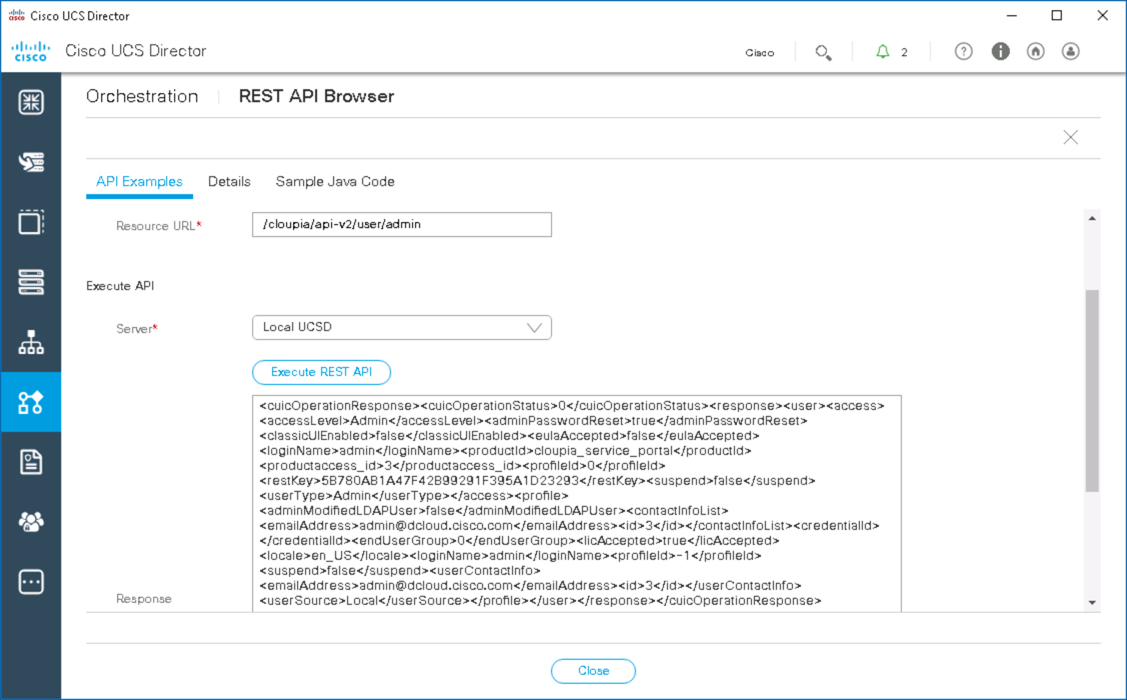 Cisco UCS Director
cisco Cisco UCS Director Cisco 2
Orchestration REST API Browser
API Examples Details Sample Java Code
Resource URL* /cloupia/api-v2/user/admin
Execute API
Server* Local UCSD
Execute REST API
<cuicOperationResponse><cuicOperationStatus>0</cuicOperationStatus><response><user><access>
<accessLevel>Admin</accessLevel><adminPasswordReset>true</adminPasswordReset>
<classicUIEnabled>false</classicUIEnabled><eulaAccepted>false</eulaAccepted>
<loginName>admin</loginName><productId>cloupia_service_portal</productId>
<productaccess_id>3</productaccess_id><profileId>0</profileId>
<restKey>5B780AB1A47F42B99291F395A1D23293</restKey><suspend>false</suspend>
<userType>Admin</userType></access><profile>
<adminModifiedLDAPUser>false</adminModifiedLDAPUser><contactInfoList>
<emailAddress>admin@dcloud.cisco.com</emailAddress><id>3</id></contactInfoList><credentialId>
</credentialId><endUserGroup>0</endUserGroup><licAccepted>true</licAccepted>
<locale>en_US</locale><loginName>admin</loginName><profileId>-1</profileId>
<suspend>false</suspend><userContactInfo>
<emailAddress>admin@dcloud.cisco.com</emailAddress><id>3</id></userContactInfo>
Response <userSource>Local</userSource></profile></user></response></cuicOperationResponse>
Close